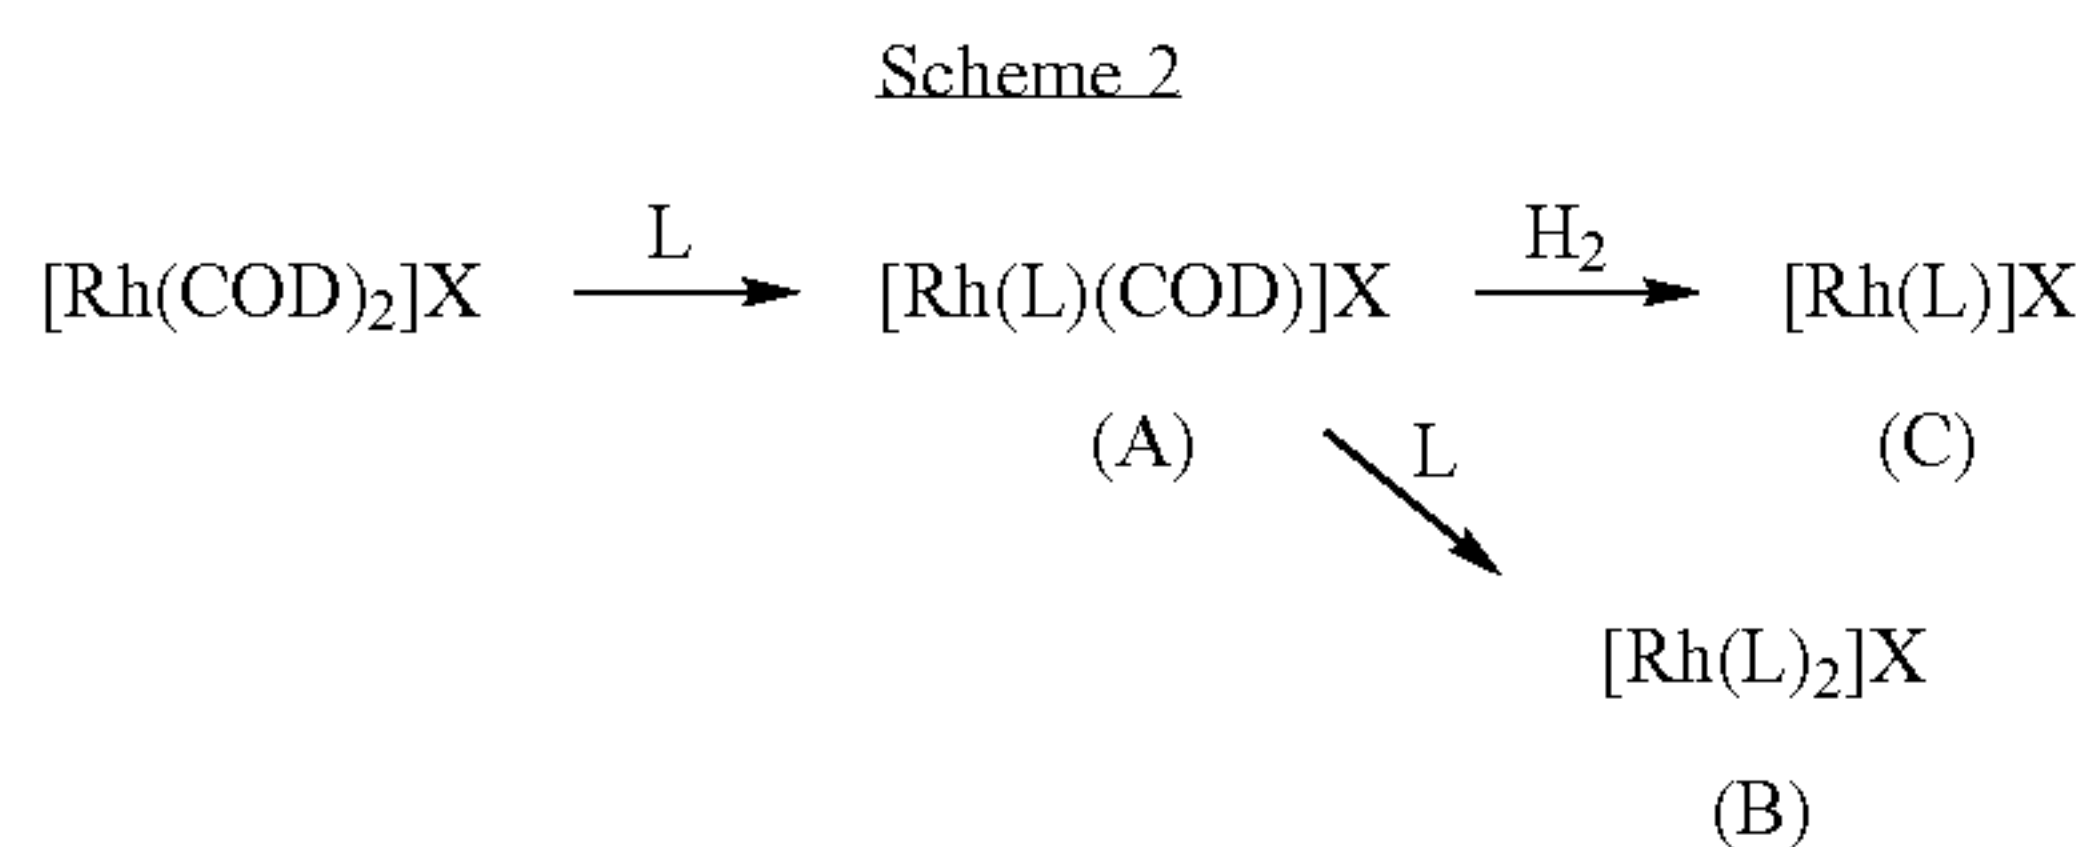 Scheme 2
L H₂
[Rh(COD)₂]X [Rh(L)(COD)]X [Rh(L)]X
(A) L (C)
[Rh(L)₂]X
(B)